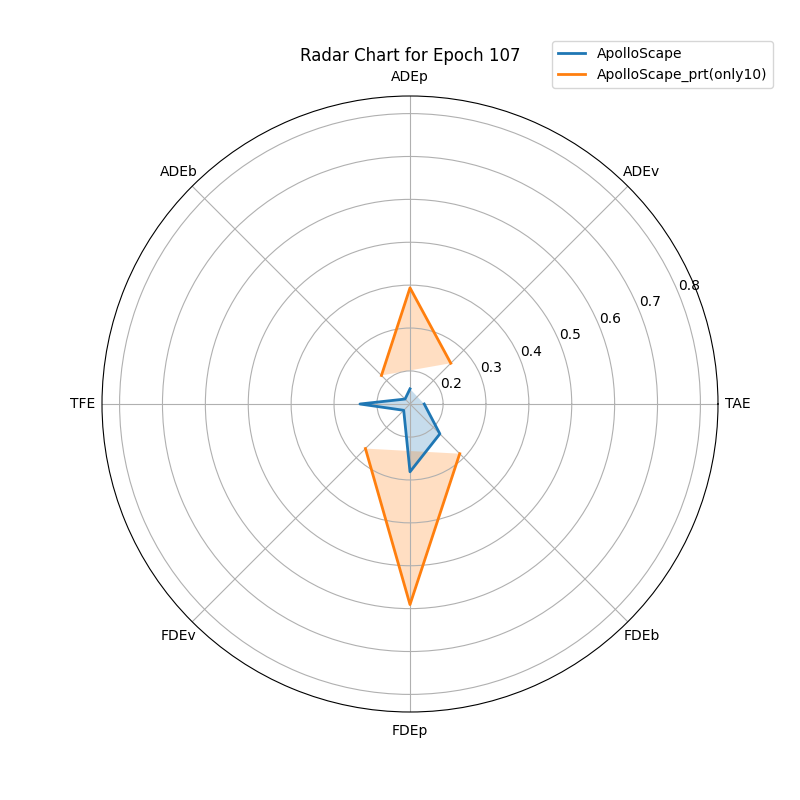 Radar Chart for Epoch 107
ApolloScape
ApolloScape_prt(only10)
ADEp
ADEb
ADEv
0.8
0.7
0.6
0.5
0.4
0.3
0.2
TFE
TAE
FDEv
FDEb
FDEp